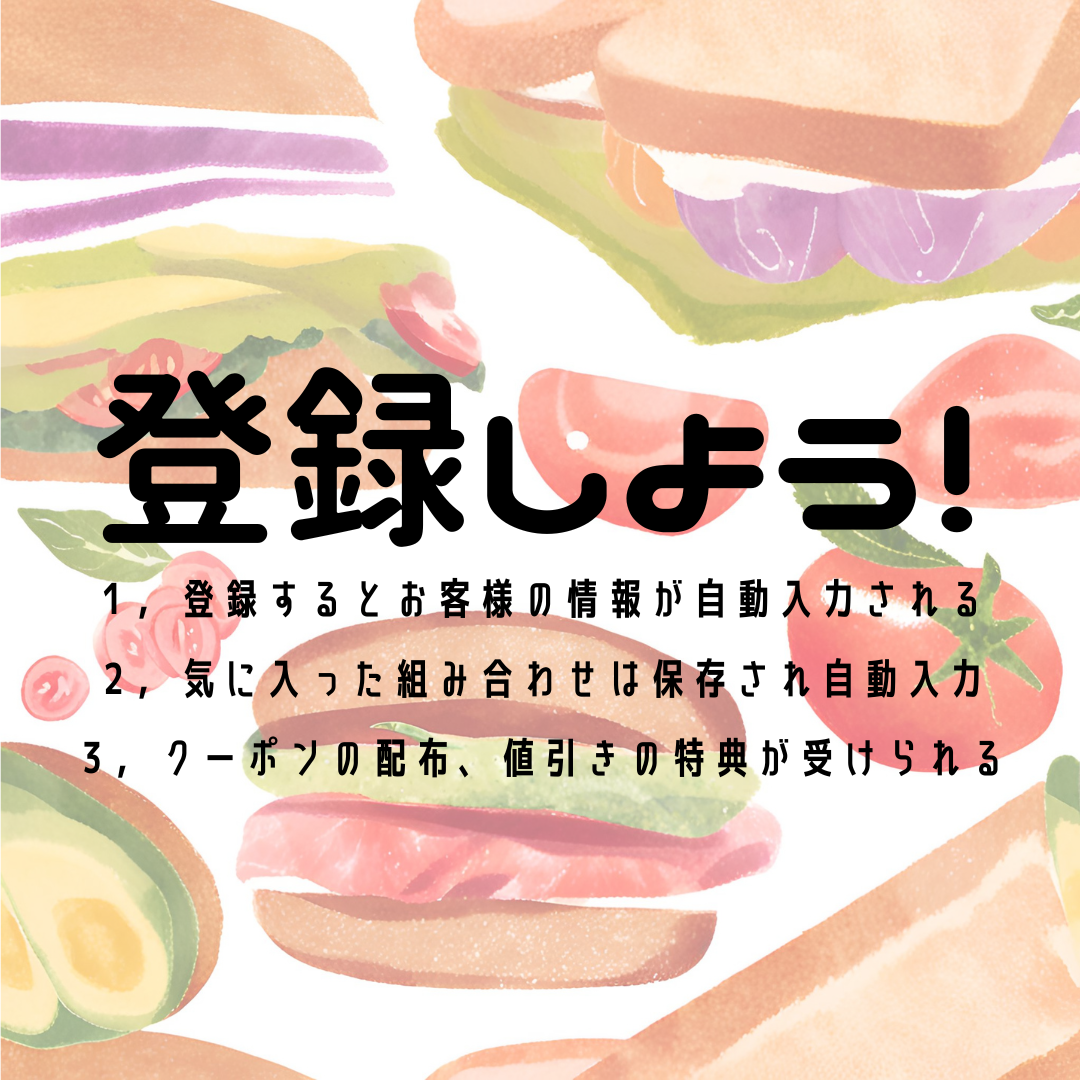 登録しよう!
1, 登録するとお客様の情報が自動入力される
2, 気に入った組み合わせは保存され自動入力
3, クーポンの配布、値引きの特典が受けられる